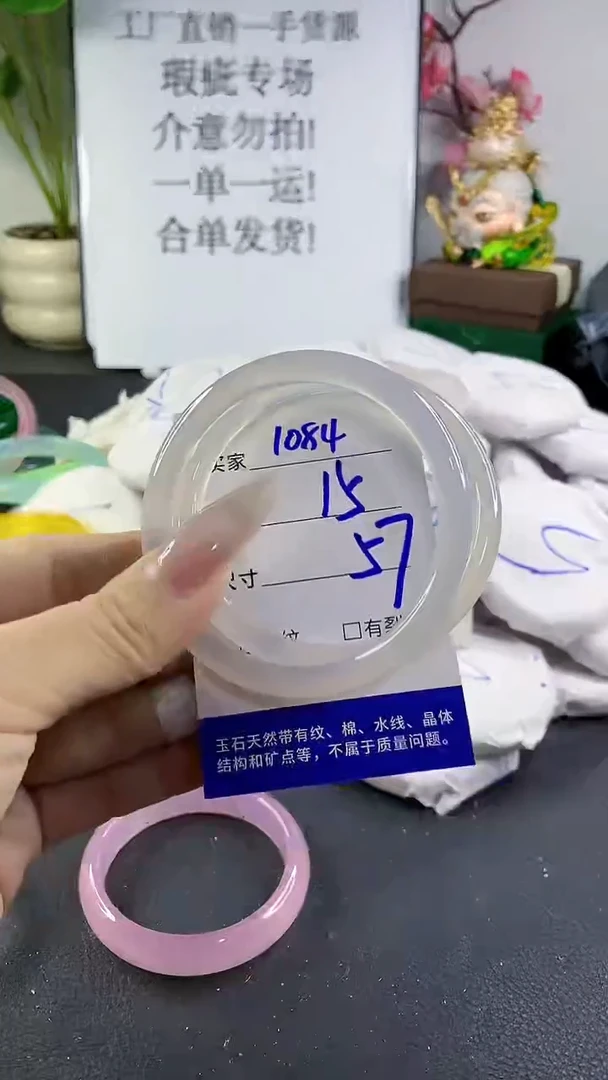 工厂直销一手货源
瑕疵专场
介意勿拍!
一单一运!
合单发货!
买家 1084
15
尺寸 57
纹 □有裂
玉石天然带有纹、棉、水线、晶体
结构和矿点等，不属于质量问题。